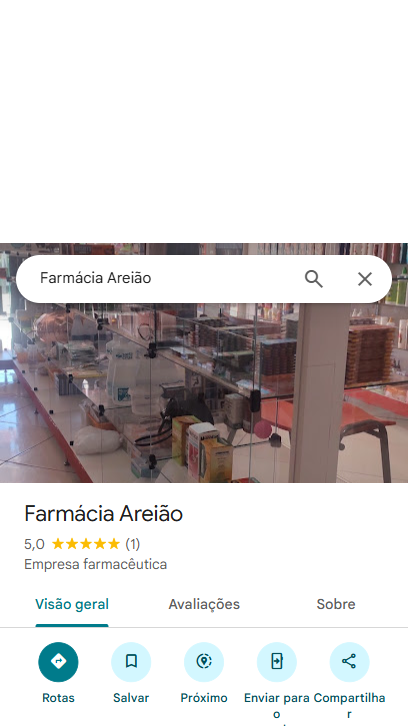 Farmácia Areião
Farmácia Areião
5,0 (1)
Empresa farmacêutica
Visão geral Avaliações Sobre
Rotas Salvar Próximo Enviar para o Compartilhar